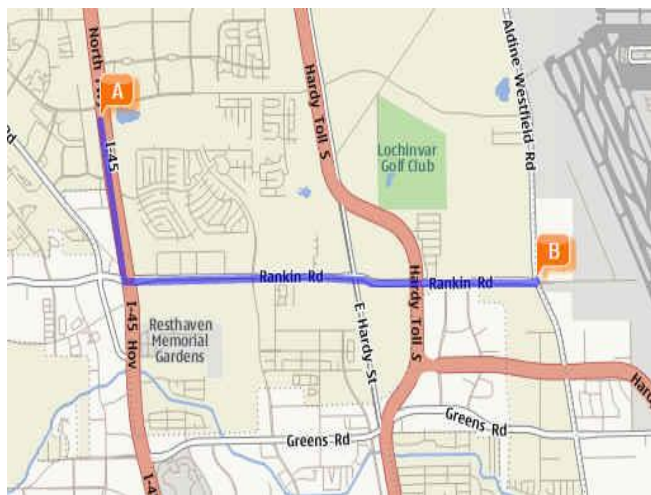 North Fwy
A
I-45
Hardy Toll S
Aldine Westfield Rd
Lochinvar
Golf Club
Rankin Rd
Hardy Toll S
Rankin Rd
B
I-45 Hov
E Hardy St
Resthaven
Memorial
Gardens
Greens Rd
Greens Rd